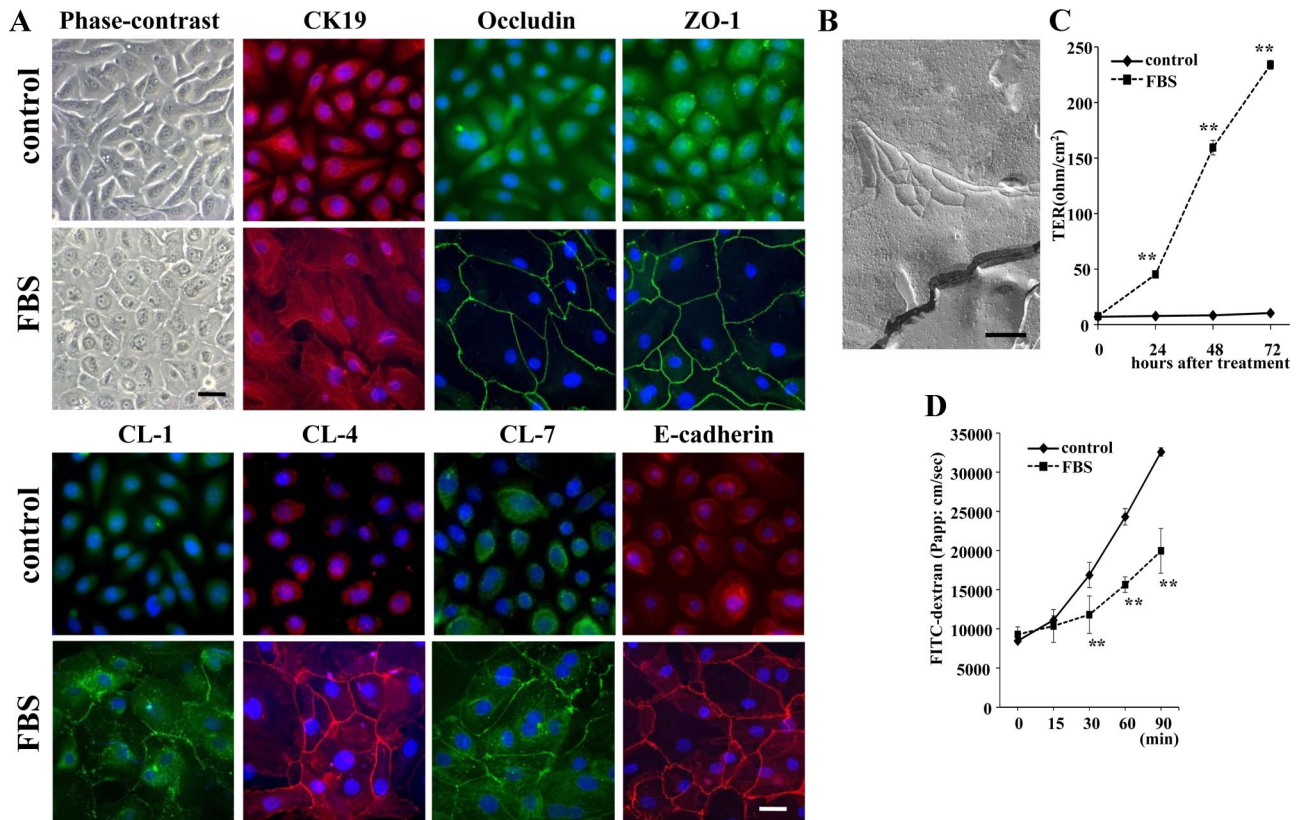 A
Phase-contrast CK19 Occludin ZO-1
control
FBS
CL-1 CL-4 CL-7 E-cadherin
control
FBS
B
C
TER(ohm/cm²)
250
200
150
100
50
0
control
FBS
**
**
**
0 24 48 72
hours after treatment
D
FITC-dextran (Papp: cm/sec)
35000
30000
25000
20000
15000
10000
5000
0
control
FBS
**
**
**
0 15 30 60 90
(min)